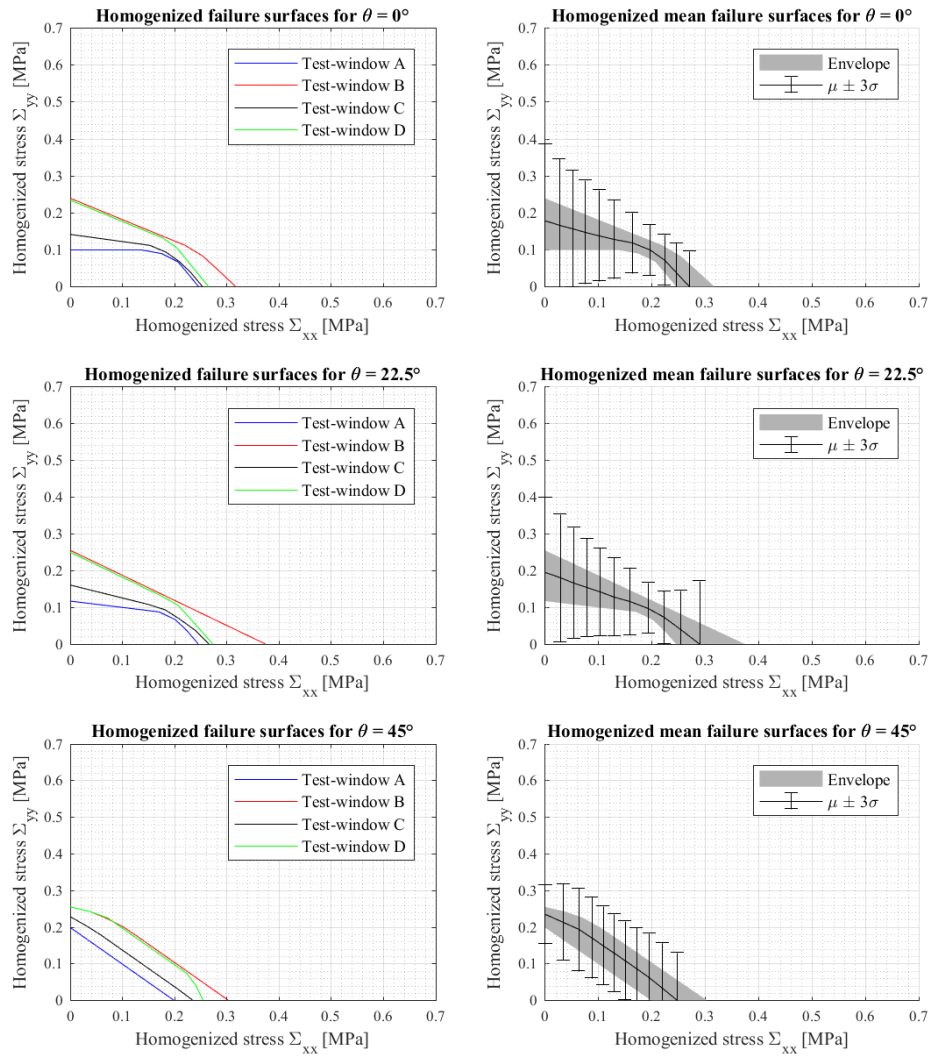 Homogenized failure surfaces for θ = 0°
0.7
0.6
0.5
0.4
0.3
0.2
0.1
0
Homogenized stress Σyy [MPa]
Test-window A
Test-window B
Test-window C
Test-window D
0 0.1 0.2 0.3 0.4 0.5 0.6 0.7
Homogenized stress Σxx [MPa]
Homogenized mean failure surfaces for θ = 0°
0.7
0.6
0.5
0.4
0.3
0.2
0.1
0
Homogenized stress Σyy [MPa]
Envelope
μ ± 3σ
0 0.1 0.2 0.3 0.4 0.5 0.6 0.7
Homogenized stress Σxx [MPa]
Homogenized failure surfaces for θ = 22.5°
0.7
0.6
0.5
0.4
0.3
0.2
0.1
0
Homogenized stress Σyy [MPa]
Test-window A
Test-window B
Test-window C
Test-window D
0 0.1 0.2 0.3 0.4 0.5 0.6 0.7
Homogenized stress Σxx [MPa]
Homogenized mean failure surfaces for θ = 22.5°
0.7
0.6
0.5
0.4
0.3
0.2
0.1
0
Homogenized stress Σyy [MPa]
Envelope
μ ± 3σ
0 0.1 0.2 0.3 0.4 0.5 0.6 0.7
Homogenized stress Σxx [MPa]
Homogenized failure surfaces for θ = 45°
0.7
0.6
0.5
0.4
0.3
0.2
0.1
0
Homogenized stress Σyy [MPa]
Test-window A
Test-window B
Test-window C
Test-window D
0 0.1 0.2 0.3 0.4 0.5 0.6 0.7
Homogenized stress Σxx [MPa]
Homogenized mean failure surfaces for θ = 45°
0.7
0.6
0.5
0.4
0.3
0.2
0.1
0
Homogenized stress Σyy [MPa]
Envelope
μ ± 3σ
0 0.1 0.2 0.3 0.4 0.5 0.6 0.7
Homogenized stress Σxx [MPa]